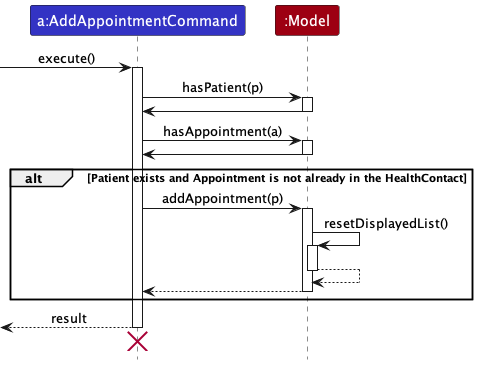 a:AddAppointmentCommand
:Model
execute()
hasPatient(p)
hasAppointment(a)
alt
[Patient exists and Appointment is not already in the HealthContact]
addAppointment(p)
resetDisplayedList()
result